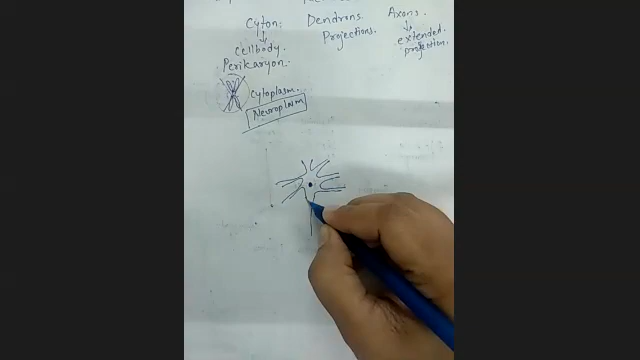 Cyton: Dendrons Axons.
cellbody. Projections. extended projection.
Perikaryon.
Cytoplasm.
Neuroplasm